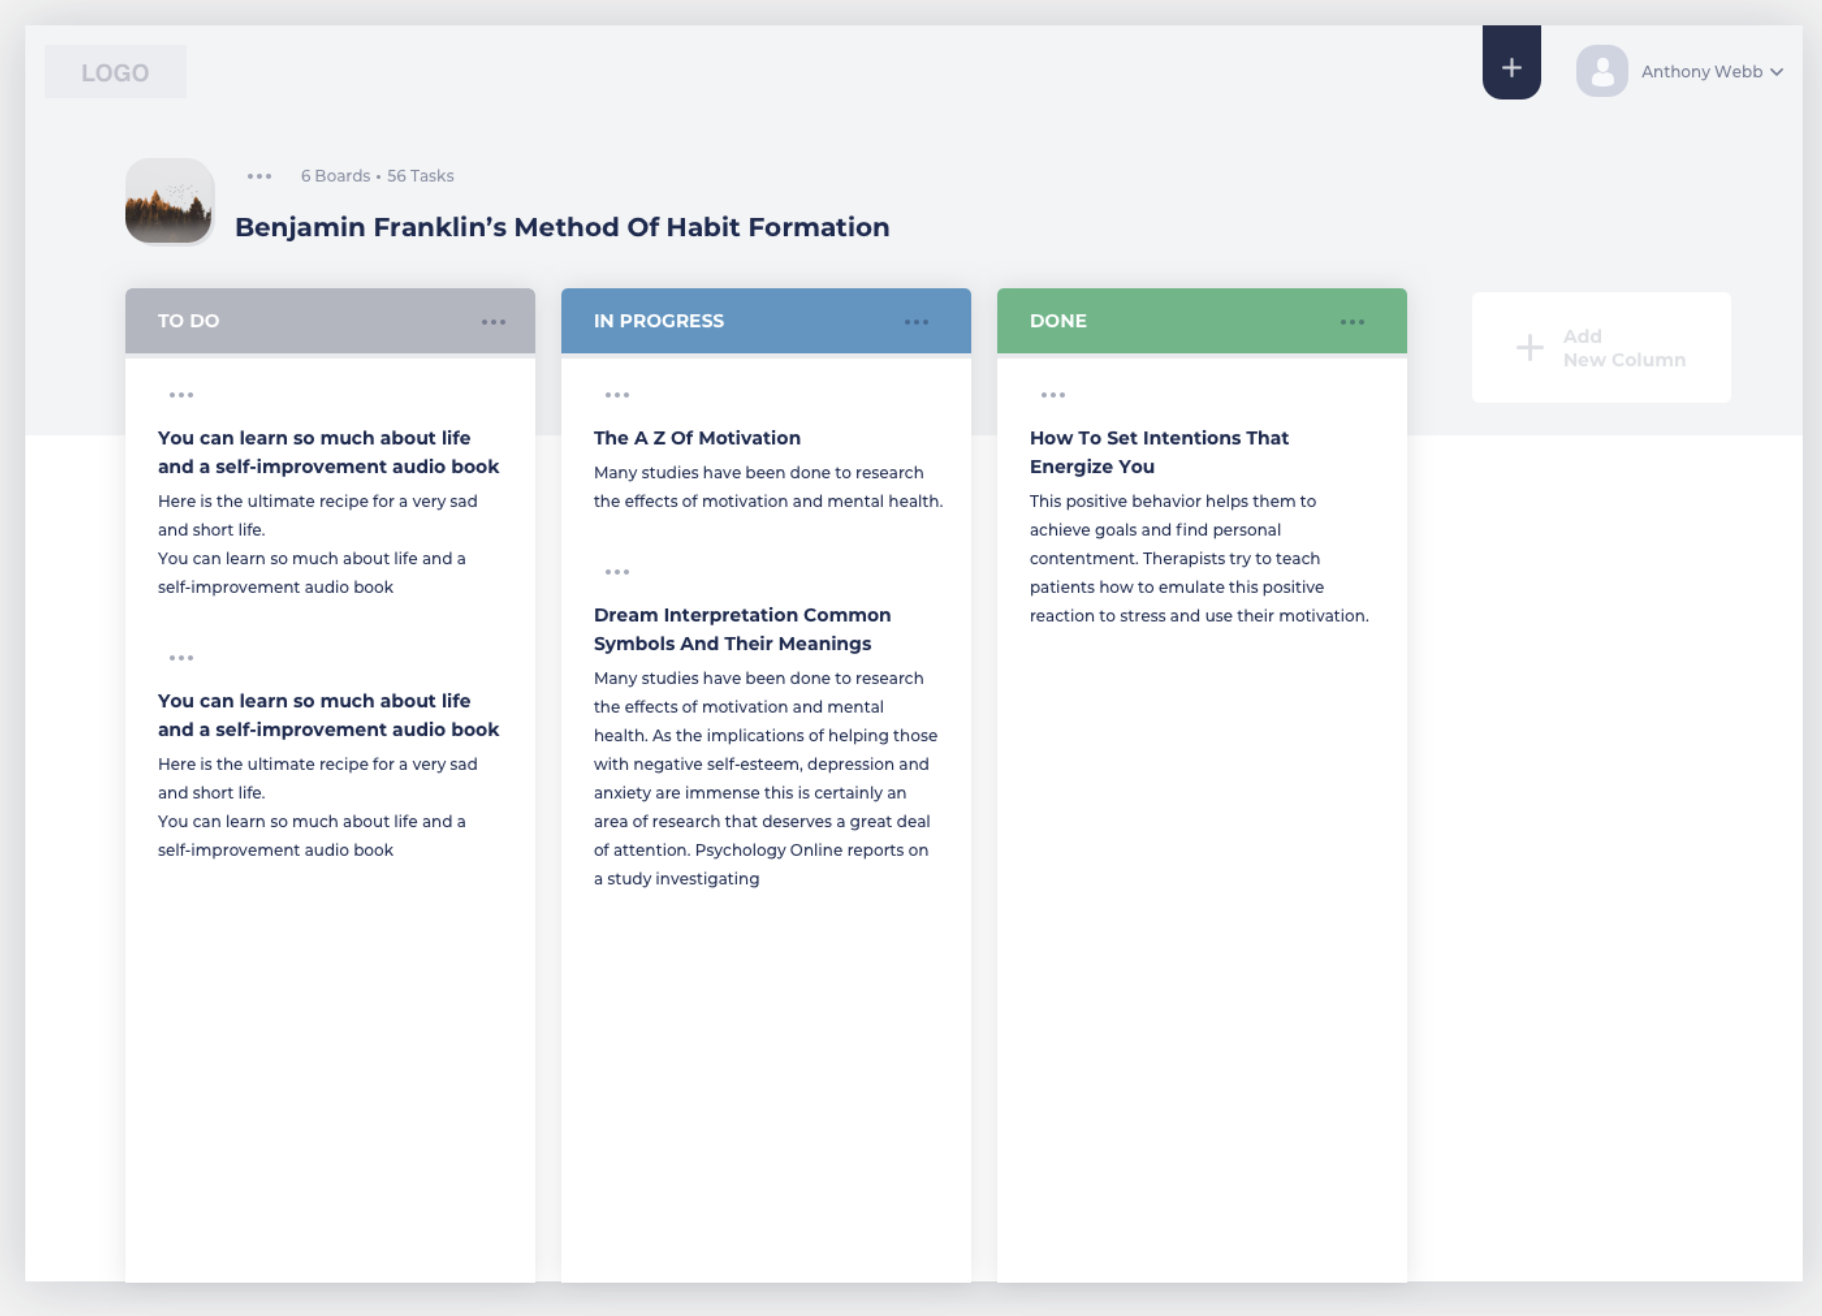 LOGO
Anthony Webb
6 Boards • 56 Tasks
Benjamin Franklin’s Method Of Habit Formation
TO DO
You can learn so much about life
and a self-improvement audio book
Here is the ultimate recipe for a very sad
and short life.
You can learn so much about life and a
self-improvement audio book
You can learn so much about life
and a self-improvement audio book
Here is the ultimate recipe for a very sad
and short life.
You can learn so much about life and a
self-improvement audio book
IN PROGRESS
The A Z Of Motivation
Many studies have been done to research
the effects of motivation and mental health.
Dream Interpretation Common
Symbols And Their Meanings
Many studies have been done to research
the effects of motivation and mental
health. As the implications of helping those
with negative self-esteem, depression and
anxiety are immense this is certainly an
area of research that deserves a great deal
of attention. Psychology Online reports on
a study investigating
DONE
How To Set Intentions That
Energize You
This positive behavior helps them to
achieve goals and find personal
contentment. Therapists try to teach
patients how to emulate this positive
reaction to stress and use their motivation.
Add
New Column